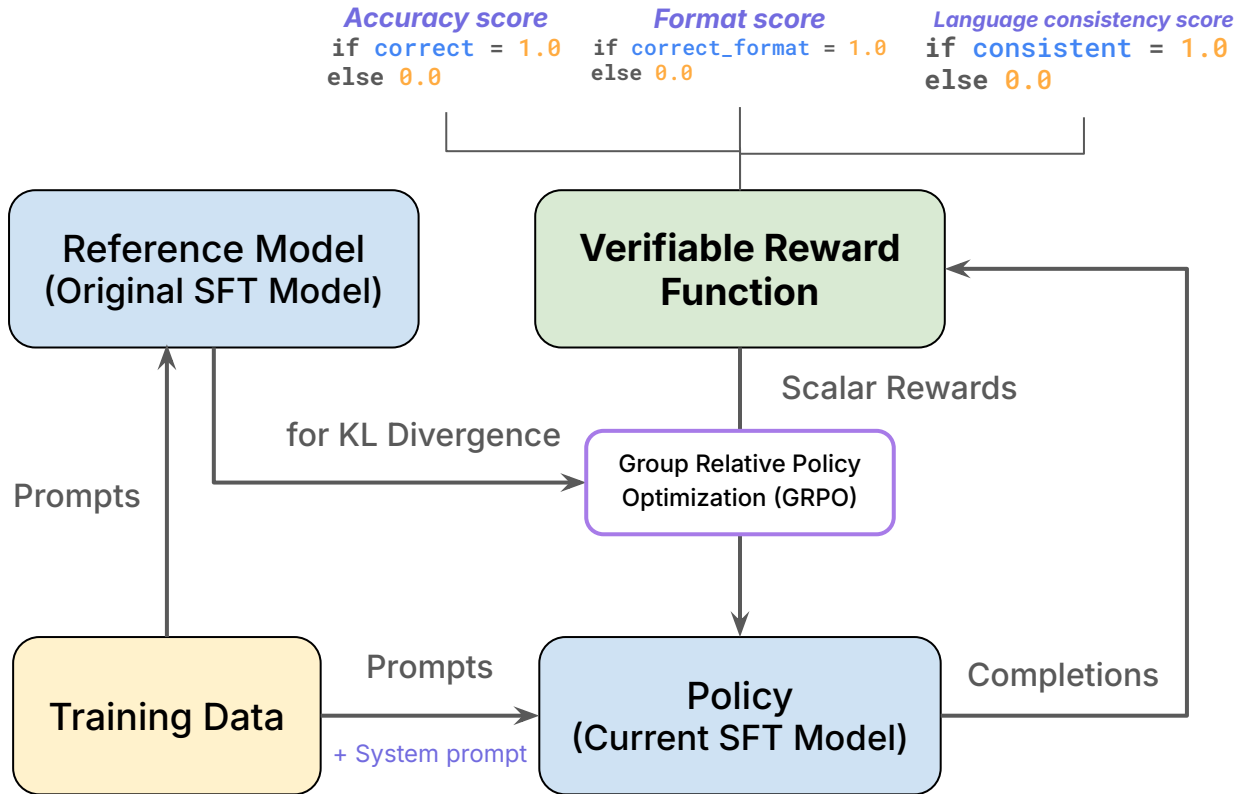 Accuracy score
if correct = 1.0
else 0.0
Format score
if correct_format = 1.0
else 0.0
Language consistency score
if consistent = 1.0
else 0.0
Reference Model
(Original SFT Model)
Verifiable Reward
Function
Scalar Rewards
for KL Divergence
Group Relative Policy
Optimization (GRPO)
Prompts
Training Data
Prompts
+ System prompt
Policy
(Current SFT Model)
Completions